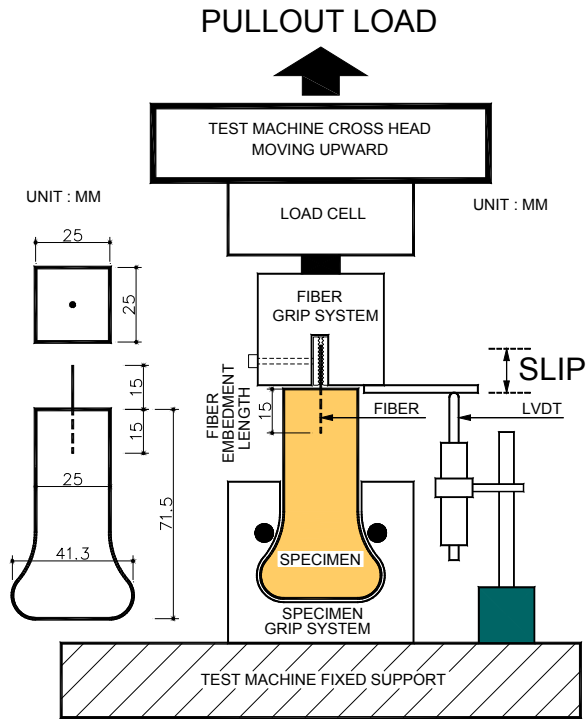 PULLOUT LOAD
TEST MACHINE CROSS HEAD
MOVING UPWARD
UNIT : MM
LOAD CELL
UNIT : MM
25
25
FIBER
GRIP SYSTEM
SLIP
15
15
FIBER
EMBEDMENT
LENGTH
15
FIBER
LVDT
25
71.5
41.3
SPECIMEN
SPECIMEN
GRIP SYSTEM
TEST MACHINE FIXED SUPPORT